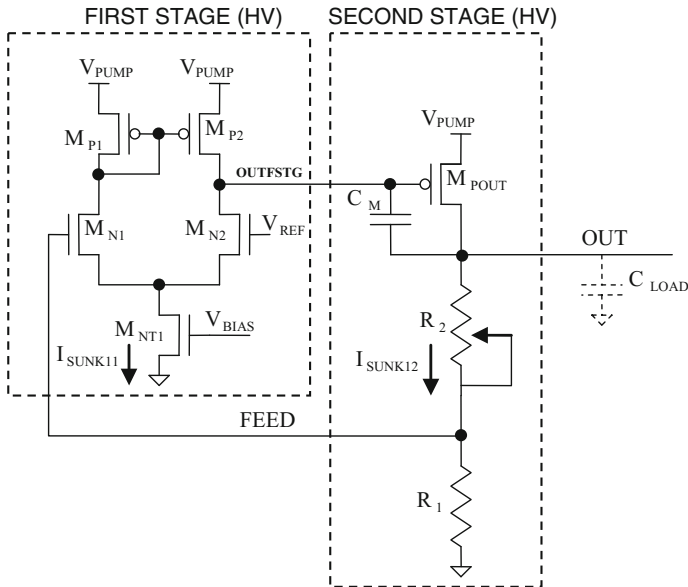 FIRST STAGE (HV) SECOND STAGE (HV)
VPUMP VPUMP
MP1 MP2
VPUMP
OUTFSTG
MPOUT
CM
MN1 MN2 VREF
OUT
CLOAD
R2
MNT1 VBIAS
ISUNK11 ISUNK12
FEED
R1